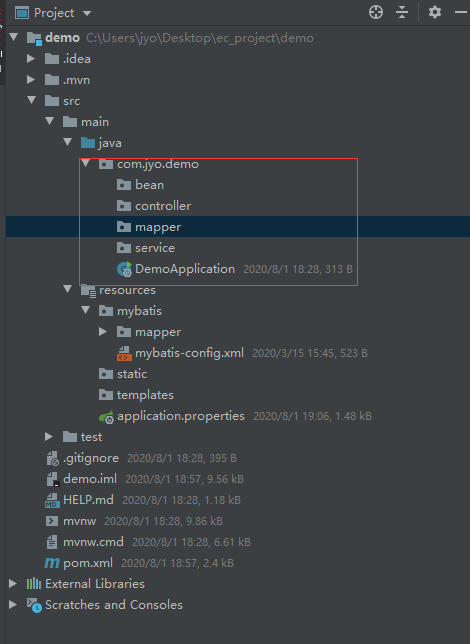 Project
demo C:\Users\jyo\Desktop\ec_project\demo
.idea
.mvn
src
main
java
com.jyo.demo
bean
controller
mapper
service
DemoApplication 2020/8/1 18:28, 313 B
resources
mybatis
mapper
mybatis-config.xml 2020/3/15 15:45, 523 B
static
templates
application.properties 2020/8/1 19:06, 1.48 kB
test
.gitignore 2020/8/1 18:28, 395 B
demo.iml 2020/8/1 18:57, 9.56 kB
HELP.md 2020/8/1 18:28, 1.18 kB
mvnw 2020/8/1 18:28, 9.86 kB
mvnw.cmd 2020/8/1 18:28, 6.61 kB
pom.xml 2020/8/1 18:57, 2.4 kB
External Libraries
Scratches and Consoles